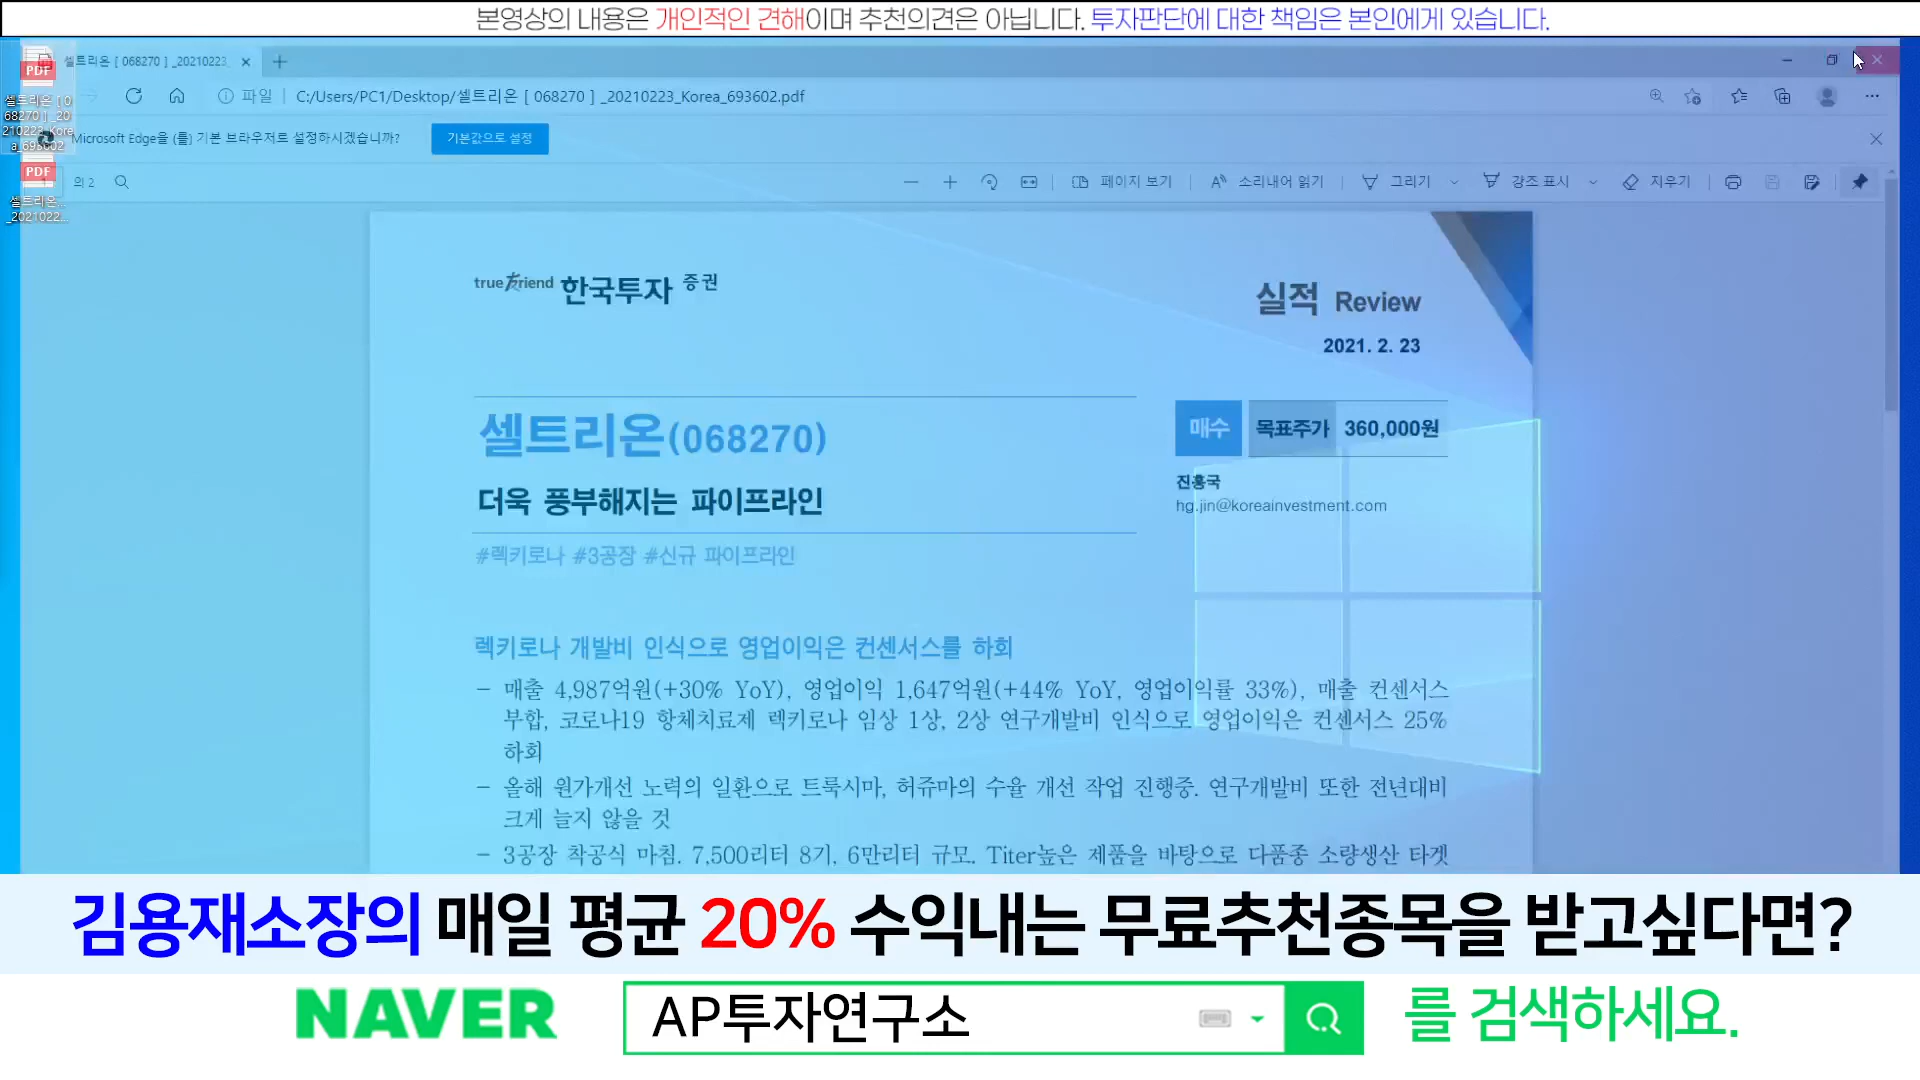 본영상의 내용은 개인적인 견해이며 추천의견은 아닙니다. 투자판단에 대한 책임은 본인에게 있습니다.
셀트리온 [ 068270 ] _20210223_
파일 C:/Users/PC1/Desktop/셀트리온 [ 068270 ] _20210223_Korea_693602.pdf
PDF
셀트리온 [ 0
68270 ] _20
210223_Kore
a_693602
Microsoft Edge을 (를) 기본 브라우저로 설정하시겠습니까? 기본값으로 설정
PDF
셀트리온...
_2021022...
의 2
페이지 보기 소리내어 읽기 그리기 강조 표시 지우기
true friend 한국투자 증권
실적 Review
2021. 2. 23
셀트리온(068270)
매수 목표주가 360,000원
더욱 풍부해지는 파이프라인
진홍국
hg.jin@koreainvestment.com
#렉키로나 #3공장 #신규 파이프라인
렉키로나 개발비 인식으로 영업이익은 컨센서스를 하회
– 매출 4,987억원(+30% YoY), 영업이익 1,647억원(+44% YoY, 영업이익률 33%), 매출 컨센서스
부합, 코로나19 항체치료제 렉키로나 임상 1상, 2상 연구개발비 인식으로 영업이익은 컨센서스 25%
하회
– 올해 원가개선 노력의 일환으로 트룩시마, 허쥬마의 수율 개선 작업 진행중. 연구개발비 또한 전년대비
크게 늘지 않을 것
– 3공장 착공식 마침. 7,500리터 8기, 6만리터 규모. Titer높은 제품을 바탕으로 다품종 소량생산 타겟
김용재소장의 매일 평균 20% 수익내는 무료추천종목을 받고싶다면?
NAVER AP투자연구소 를 검색하세요.